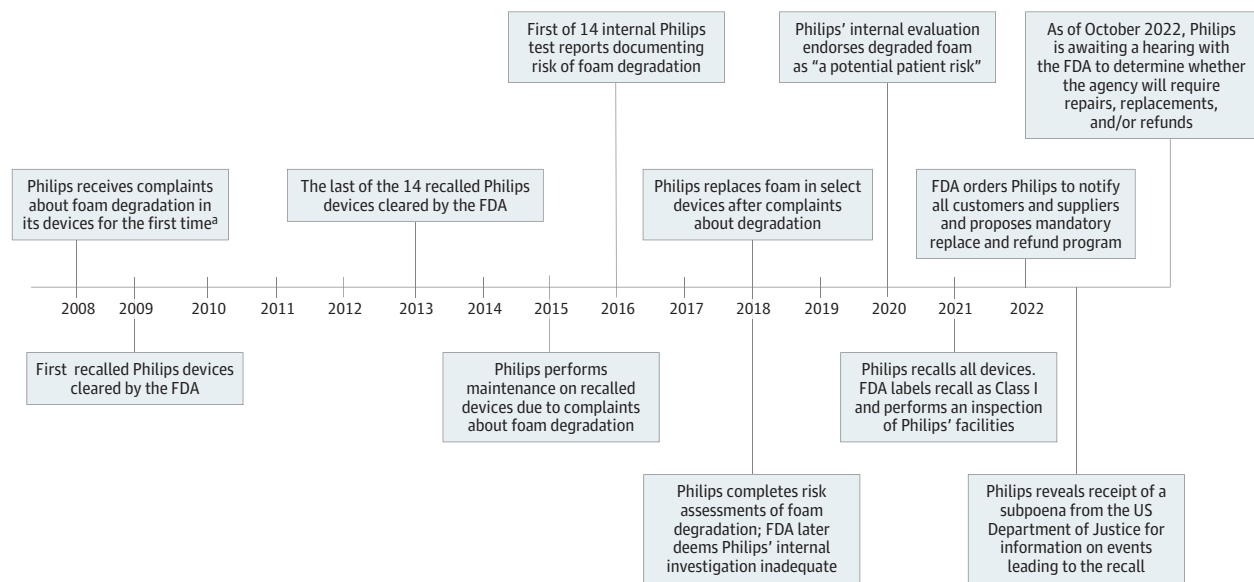 First of 14 internal Philips
test reports documenting
risk of foam degradation
Philips’ internal evaluation
endorses degraded foam
as “a potential patient risk”
As of October 2022, Philips
is awaiting a hearing with
the FDA to determine whether
the agency will require
repairs, replacements,
and/or refunds
Philips receives complaints
about foam degradation in
its devices for the first timeᵃ
The last of the 14 recalled Philips
devices cleared by the FDA
Philips replaces foam in select
devices after complaints
about degradation
FDA orders Philips to notify
all customers and suppliers
and proposes mandatory
replace and refund program
2008 2009 2010 2011 2012 2013 2014 2015 2016 2017 2018 2019 2020 2021 2022
First recalled Philips devices
cleared by the FDA
Philips performs
maintenance on recalled
devices due to complaints
about foam degradation
Philips recalls all devices.
FDA labels recall as Class I
and performs an inspection
of Philips’ facilities
Philips completes risk
assessments of foam
degradation; FDA later
deems Philips’ internal
investigation inadequate
Philips reveals receipt of a
subpoena from the US
Department of Justice for
information on events
leading to the recall